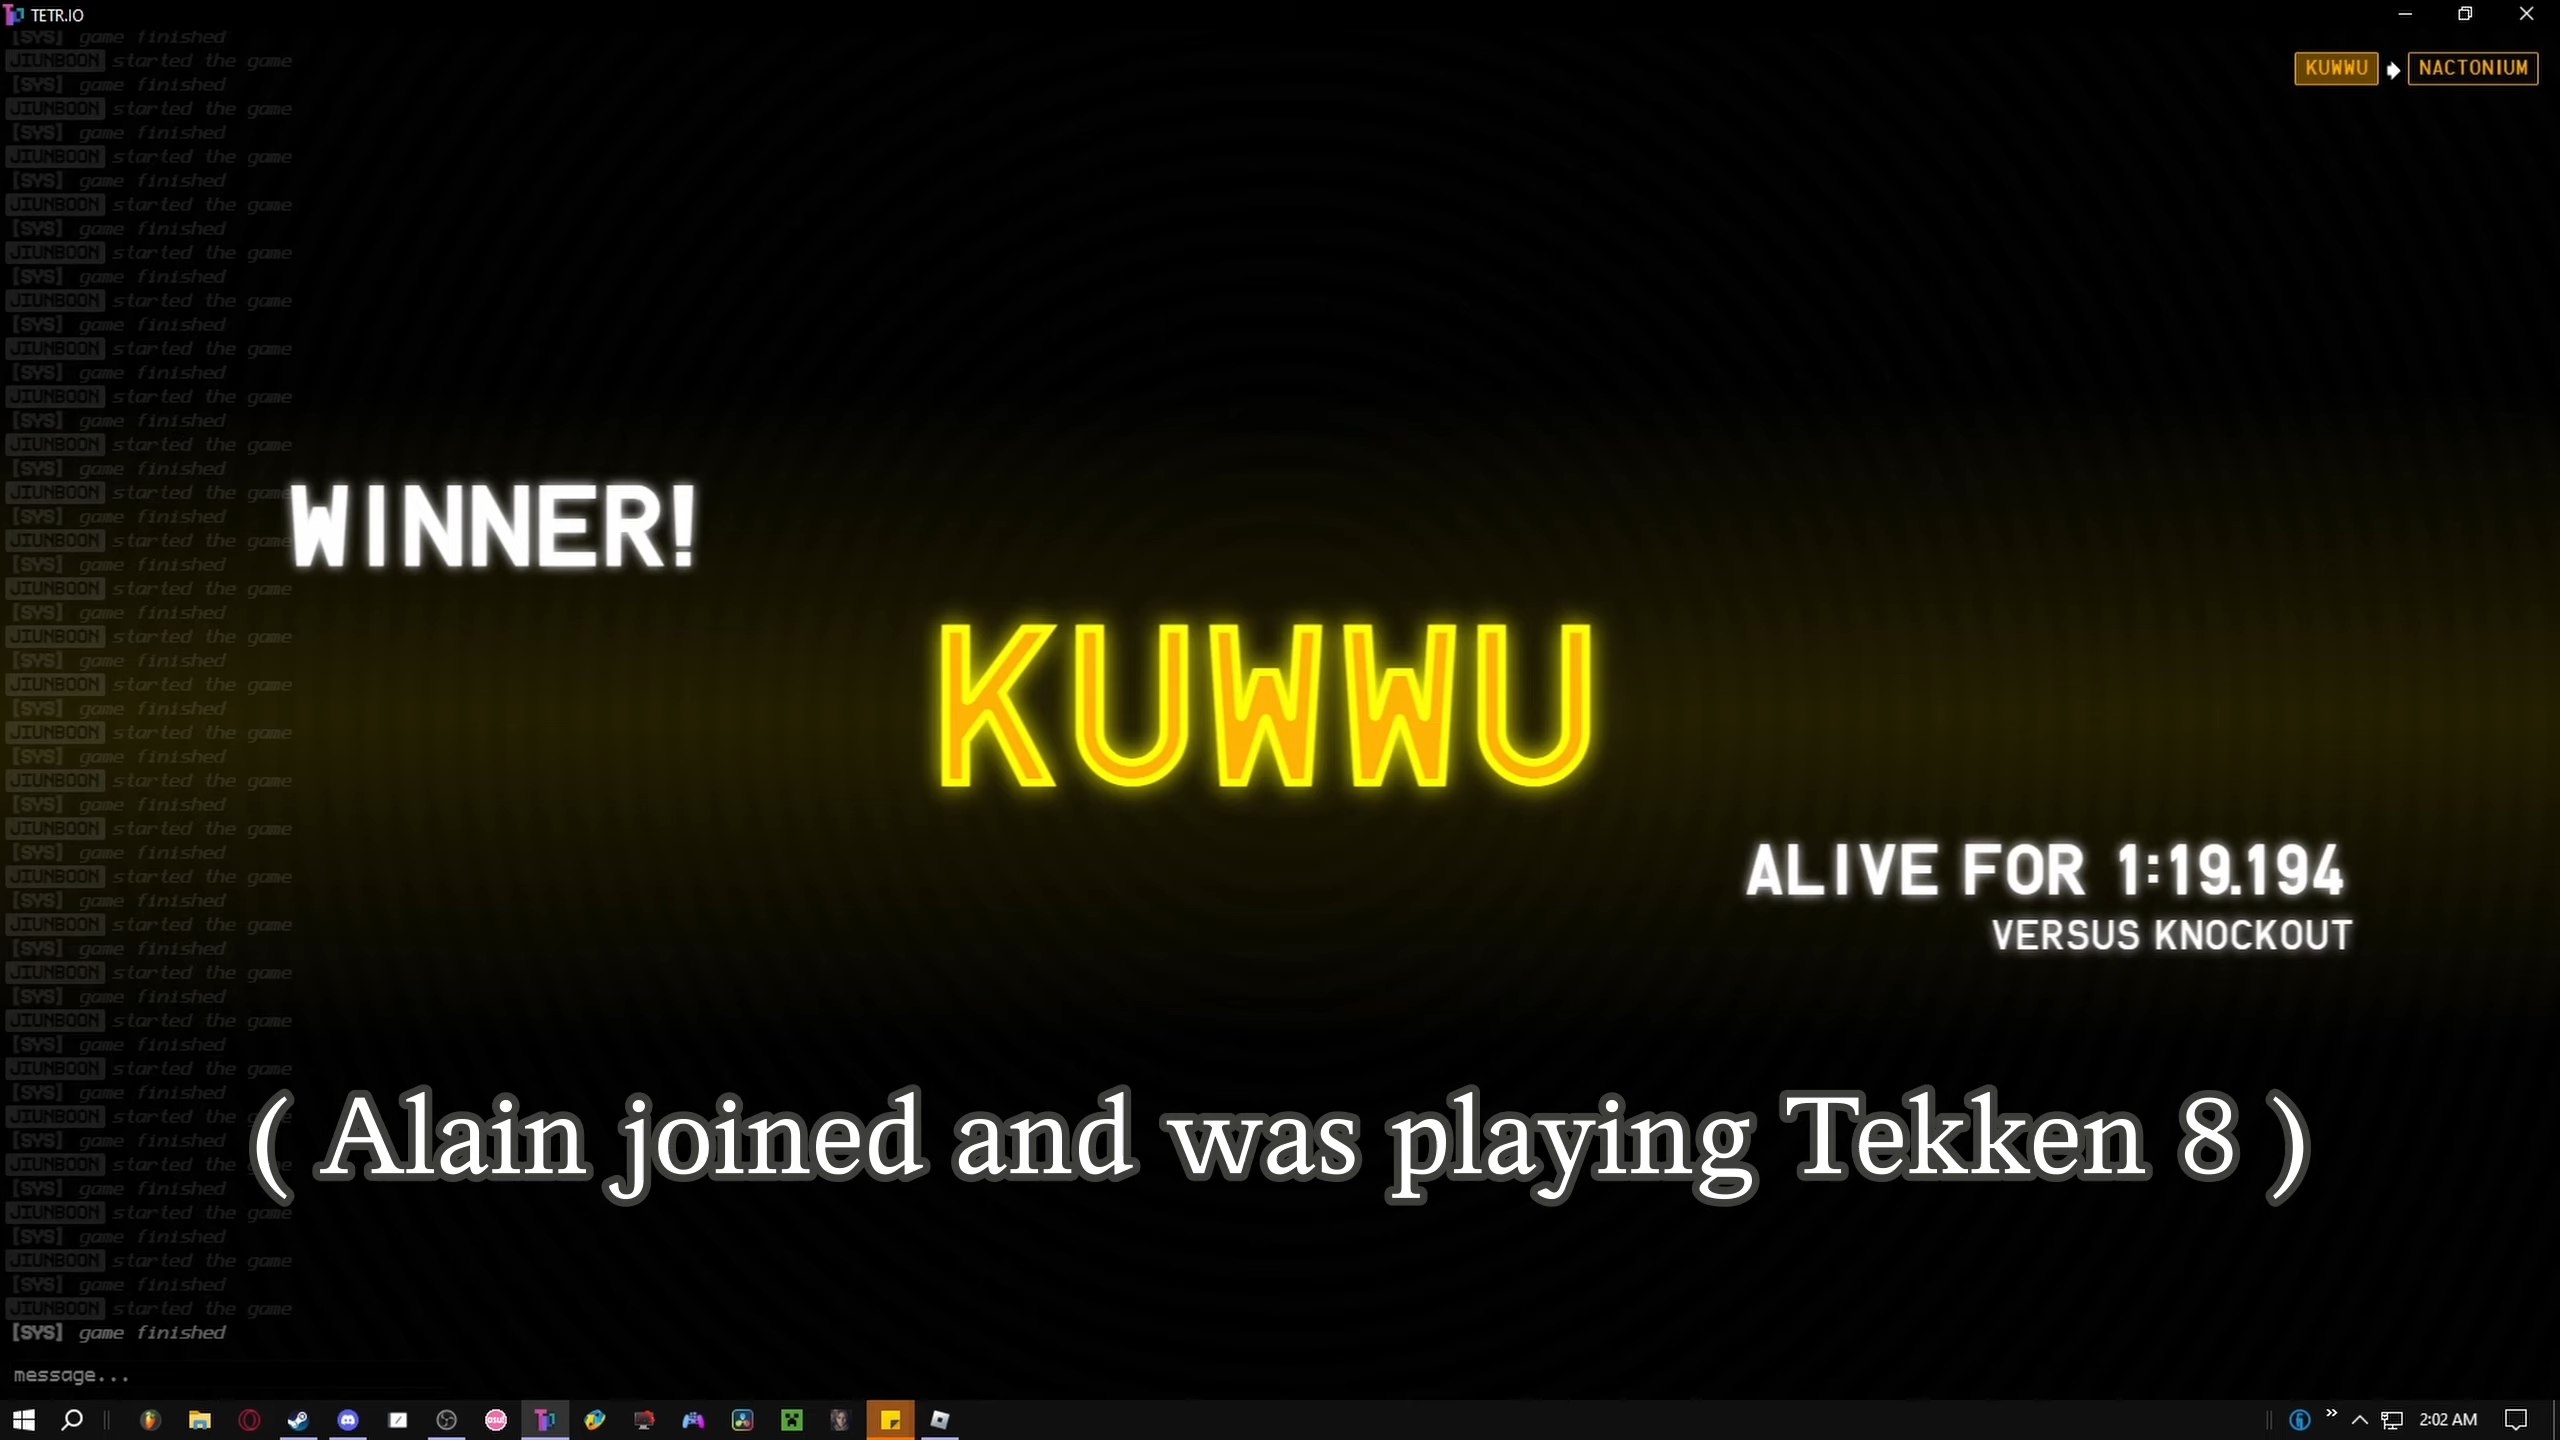 TETR.IO
[SYS] game finished
JIUNBOON started the game
[SYS] game finished
JIUNBOON started the game
[SYS] game finished
JIUNBOON started the game
[SYS] game finished
JIUNBOON started the game
[SYS] game finished
JIUNBOON started the game
[SYS] game finished
JIUNBOON started the game
[SYS] game finished
JIUNBOON started the game
[SYS] game finished
JIUNBOON started the game
[SYS] game finished
JIUNBOON started the game
[SYS] game finished
JIUNBOON started the game
[SYS] game finished
JIUNBOON started the game
[SYS] game finished
JIUNBOON started the game
[SYS] game finished
JIUNBOON started the game
[SYS] game finished
JIUNBOON started the game
[SYS] game finished
JIUNBOON started the game
[SYS] game finished
JIUNBOON started the game
[SYS] game finished
JIUNBOON started the game
[SYS] game finished
JIUNBOON started the game
[SYS] game finished
JIUNBOON started the game
[SYS] game finished
JIUNBOON started the game
[SYS] game finished
JIUNBOON started the game
[SYS] game finished
JIUNBOON started the game
[SYS] game finished
JIUNBOON started the game
[SYS] game finished
JIUNBOON started the game
[SYS] game finished
JIUNBOON started the game
[SYS] game finished
JIUNBOON started the game
[SYS] game finished
message...
KUWWU NACTONIUM
WINNER!
KUWWU
ALIVE FOR 1:19.194
VERSUS KNOCKOUT
( Alain joined and was playing Tekken 8 )
osu!
2:02 AM